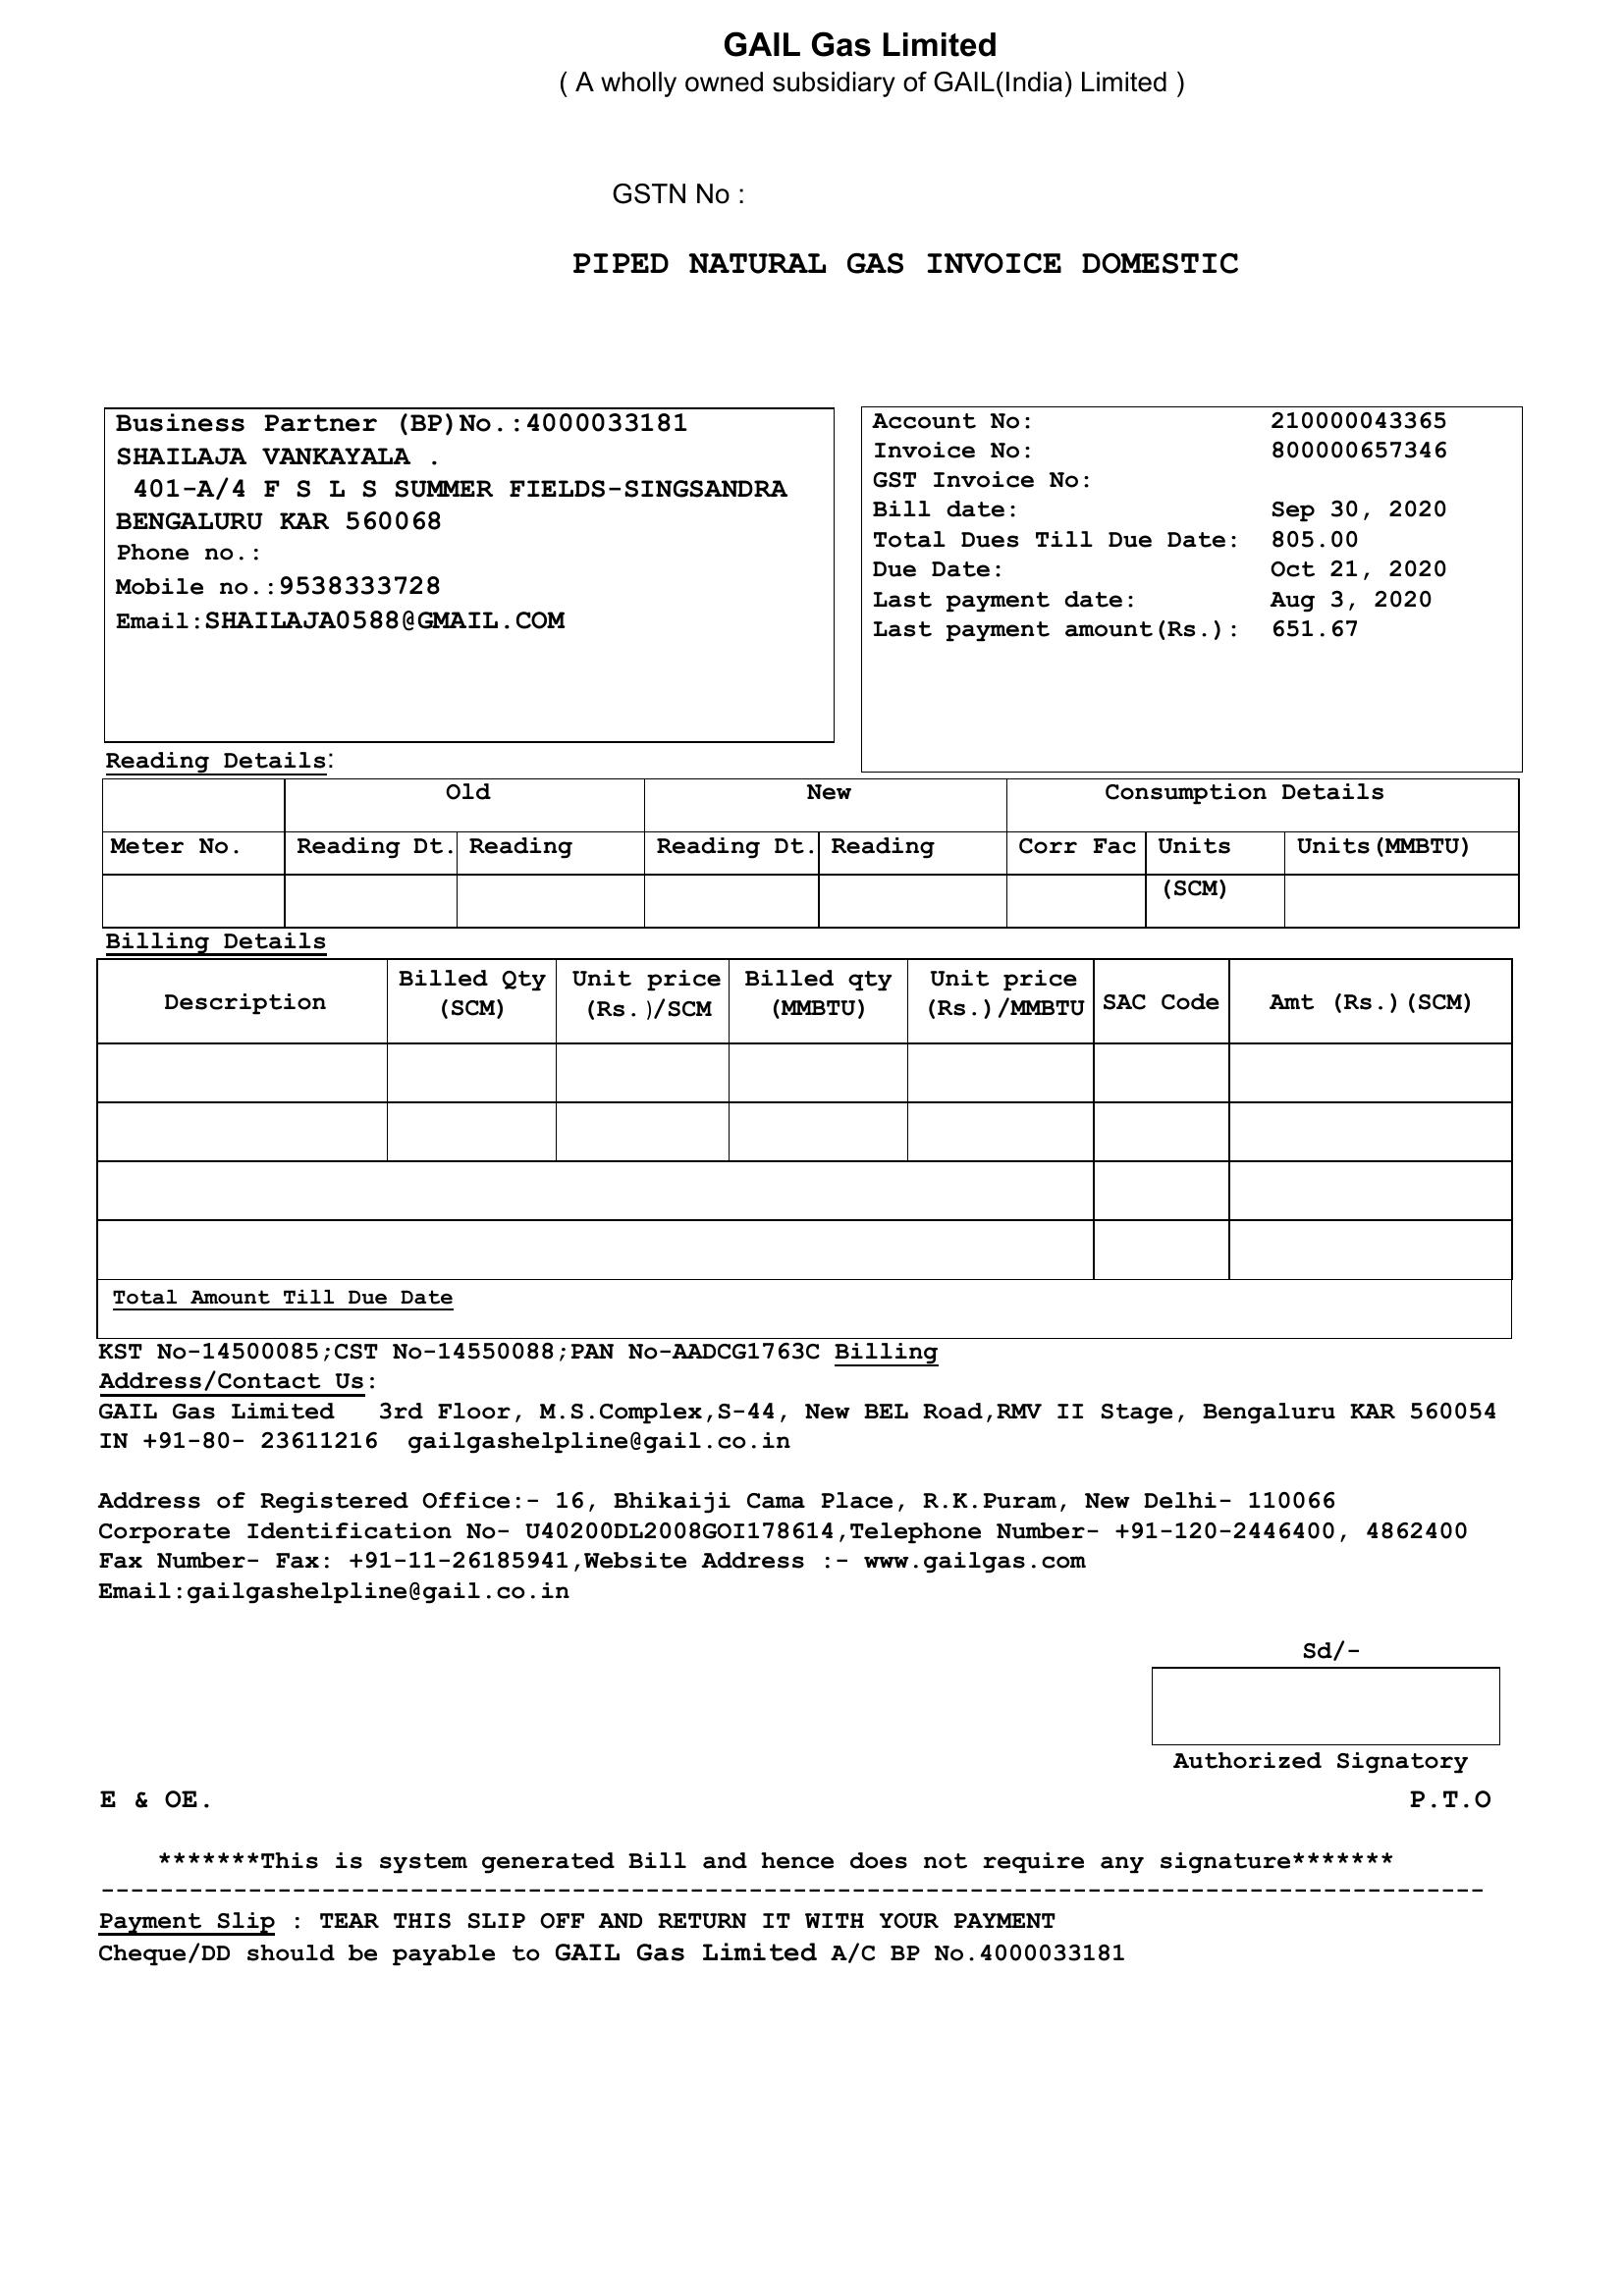 GAIL Gas Limited
( A wholly owned subsidiary of GAIL(India) Limited )
GSTN No :
PIPED NATURAL GAS INVOICE DOMESTIC
Business Partner (BP)No.:4000033181
SHAILAJA VANKAYALA .
401-A/4 F S L S SUMMER FIELDS-SINGSANDRA
BENGALURU KAR 560068
Phone no.:
Mobile no.:9538333728
Email:SHAILAJA0588@GMAIL.COM
Account No: 210000043365
Invoice No: 800000657346
GST Invoice No:
Bill date: Sep 30, 2020
Total Dues Till Due Date: 805.00
Due Date: Oct 21, 2020
Last payment date: Aug 3, 2020
Last payment amount(Rs.): 651.67
Reading Details:
Old New Consumption Details
Meter No. Reading Dt. Reading Reading Dt. Reading Corr Fac Units Units(MMBTU)
(SCM)
Billing Details
Billed Qty Unit price Billed qty Unit price
Description SAC Code Amt (Rs.)(SCM)
(SCM) (Rs.)/SCM (MMBTU) (Rs.)/MMBTU
Total Amount Till Due Date
KST No-14500085;CST No-14550088;PAN No-AADCG1763C Billing
Address/Contact Us:
GAIL Gas Limited 3rd Floor, M.S.Complex,S-44, New BEL Road,RMV II Stage, Bengaluru KAR 560054
IN +91-80- 23611216 gailgashelpline@gail.co.in
Address of Registered Office:- 16, Bhikaiji Cama Place, R.K.Puram, New Delhi- 110066
Corporate Identification No- U40200DL2008GOI178614,Telephone Number- +91-120-2446400, 4862400
Fax Number- Fax: +91-11-26185941,Website Address :- www.gailgas.com
Email:gailgashelpline@gail.co.in
Sd/-
Authorized Signatory
E & OE. P.T.O
*******This is system generated Bill and hence does not require any signature*******
----------------------------------------------------------------------------------------------
Payment Slip : TEAR THIS SLIP OFF AND RETURN IT WITH YOUR PAYMENT
Cheque/DD should be payable to GAIL Gas Limited A/C BP No.4000033181